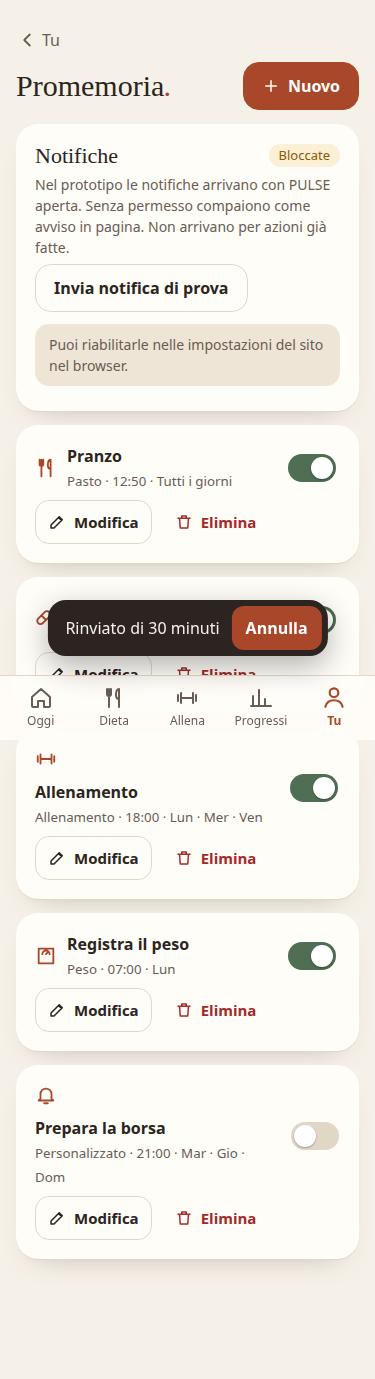 Tu
Promemoria.
Nuovo
Notifiche
Bloccate
Nel prototipo le notifiche arrivano con PULSE
aperta. Senza permesso compaiono come
avviso in pagina. Non arrivano per azioni già
fatte.
Invia notifica di prova
Puoi riabilitarle nelle impostazioni del sito
nel browser.
Pranzo
Pasto · 12:50 · Tutti i giorni
Modifica
Elimina
Rinviato di 30 minuti
Annulla
Modifica
Elimina
Oggi
Dieta
Allena
Progressi
Tu
Allenamento
Allenamento · 18:00 · Lun · Mer · Ven
Modifica
Elimina
Registra il peso
Peso · 07:00 · Lun
Modifica
Elimina
Prepara la borsa
Personalizzato · 21:00 · Mar · Gio ·
Dom
Modifica
Elimina